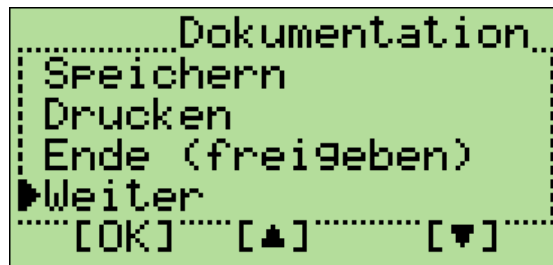 Dokumentation
Speichern
Drucken
Ende (freigeben)
▶Weiter
[OK] [▲] [▼]